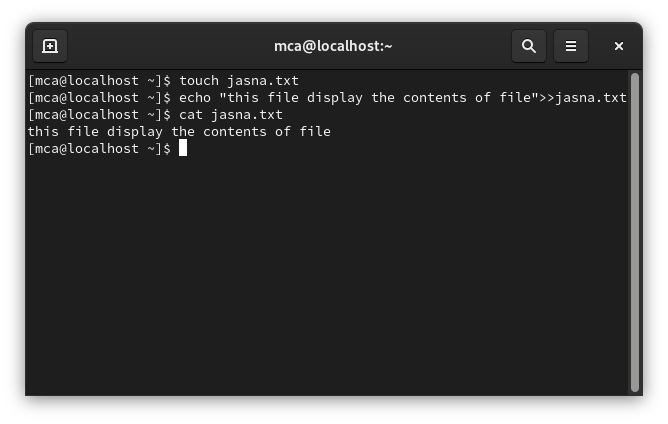 mca@localhost:~
[mca@localhost ~]$ touch jasna.txt
[mca@localhost ~]$ echo "this file display the contents of file">>jasna.txt
[mca@localhost ~]$ cat jasna.txt
this file display the contents of file
[mca@localhost ~]$